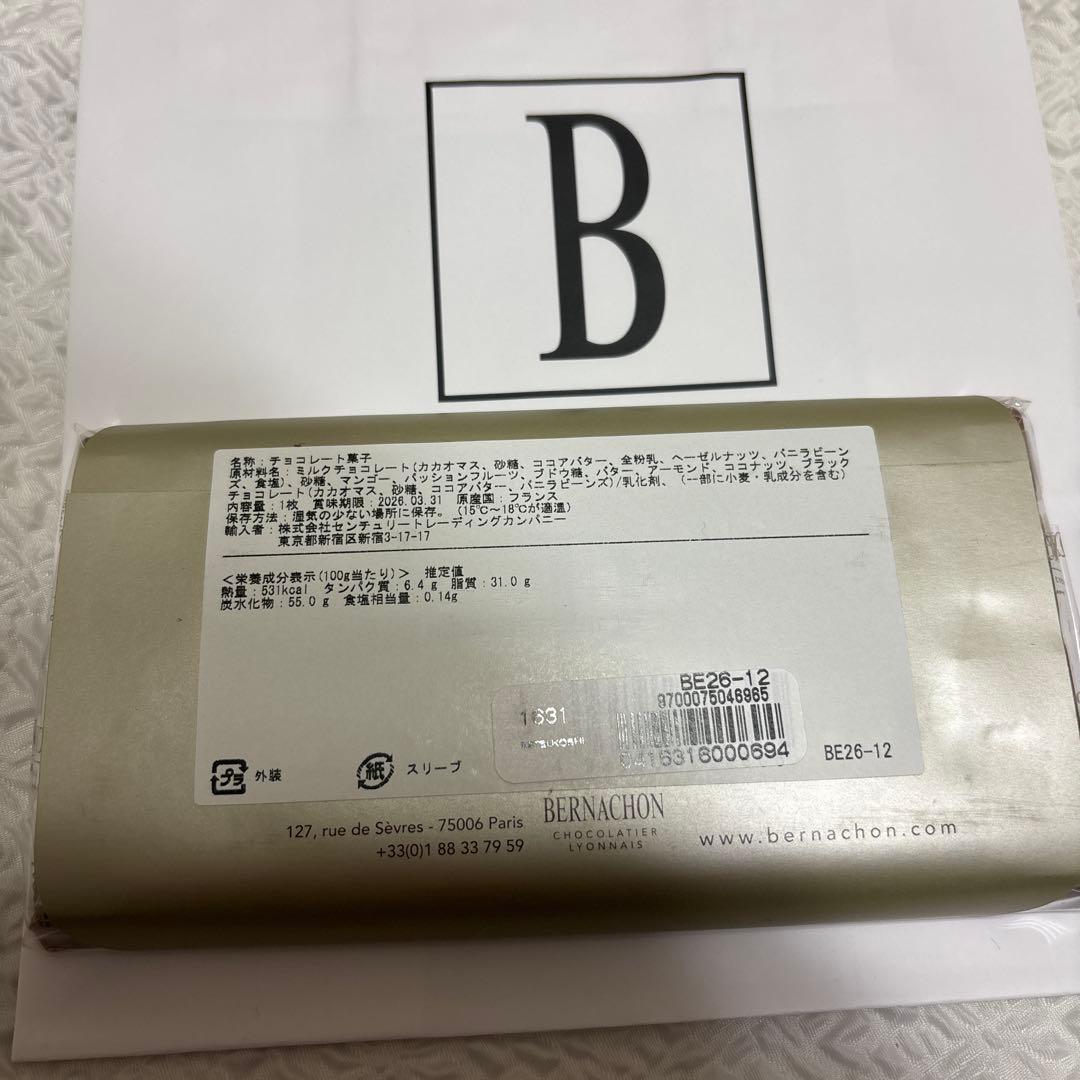 B
名称：チョコレート菓子
原材料名：ミルクチョコレート(カカオマス、砂糖、ココアバター、全粉乳、ヘーゼルナッツ、バニラビーン
ズ、食塩)、砂糖、マンゴー、パッションフルーツ、ブドウ糖、バター、アーモンド、ココナッツ、ブラック
チョコレート(カカオマス、砂糖、ココアバター、バニラビーンズ)/乳化剤、(一部に小麦・乳成分を含む)
内容量：1枚 賞味期限：2026.03.31 原産国：フランス
保存方法：湿気の少ない場所に保存。(15℃〜18℃が適温)
輸入者：株式会社センチュリートレーディングカンパニー
東京都新宿区新宿3-17-17
＜栄養成分表示(100g当たり)＞ 推定値
熱量：531kcal タンパク質：6.4g 脂質：31.0g
炭水化物：55.0g 食塩相当量：0.14g
BE26-12
9700075046965
1631
MITSUKOSHI
0416316000694
BE26-12
プラ 外装
紙 スリーブ
127, rue de Sèvres - 75006 Paris
+33(0)1 88 33 79 59
BERNACHON
CHOCOLATIER
LYONNAIS
www.bernachon.com